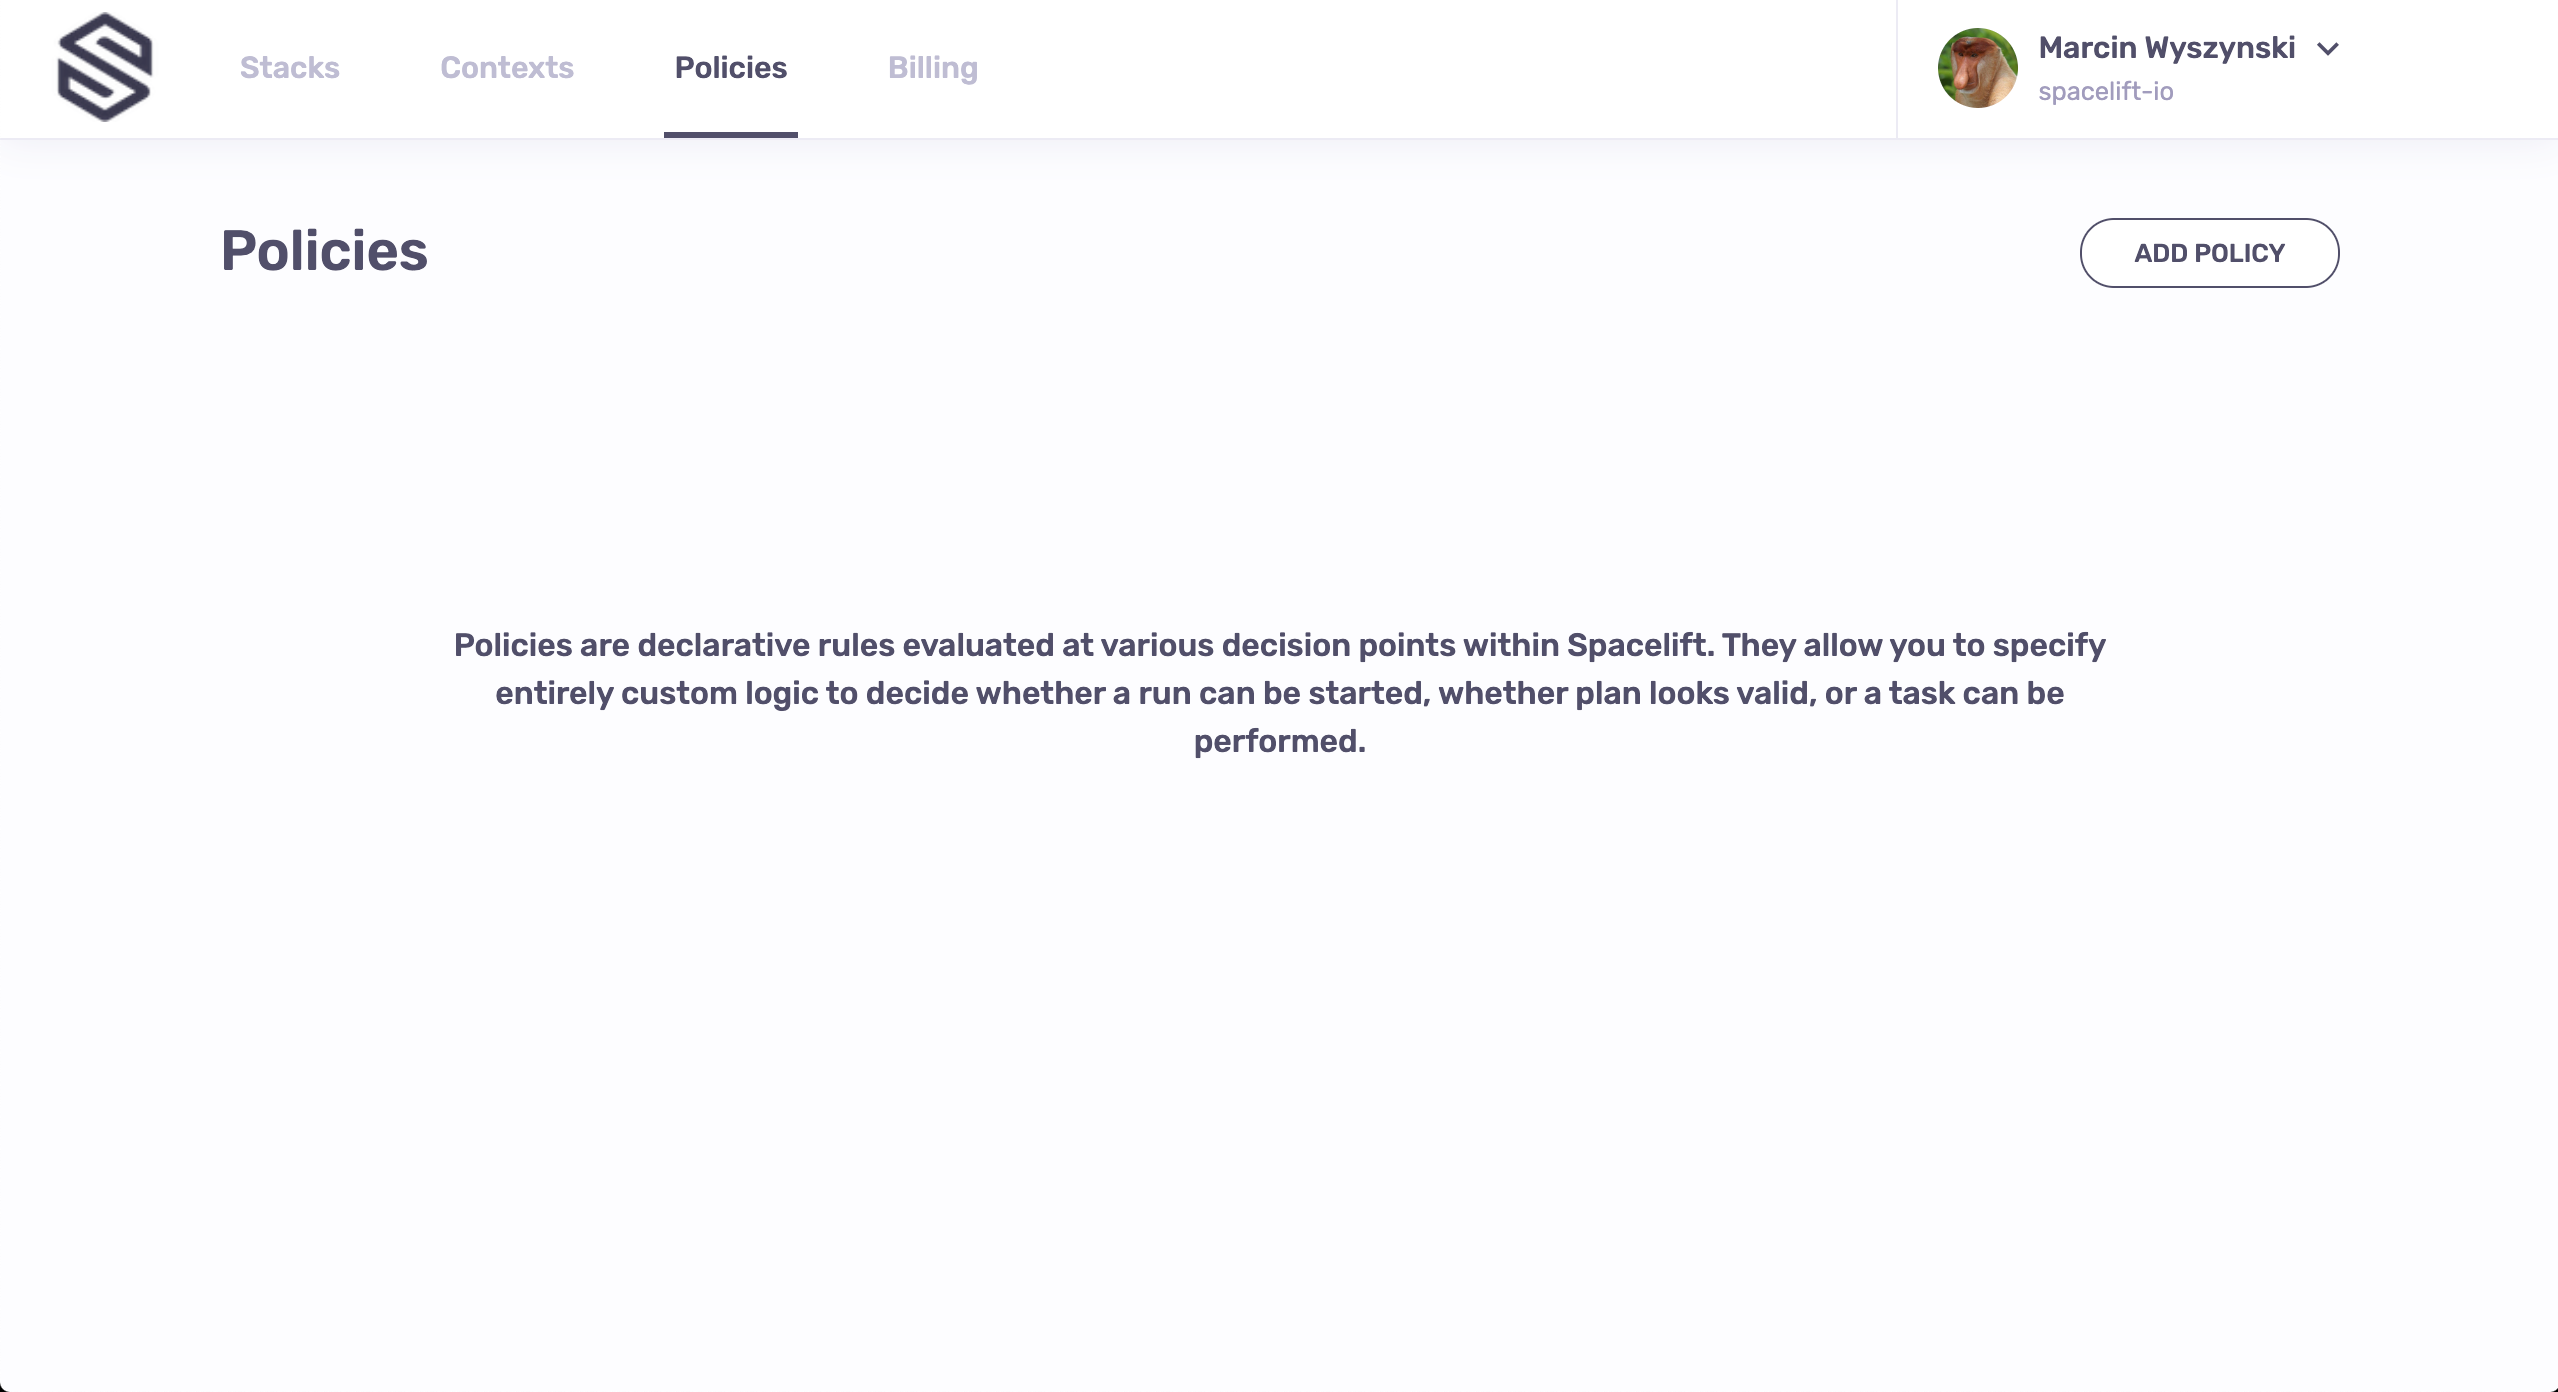 Stacks Contexts Policies Billing
Marcin Wyszynski
spacelift-io
Policies
ADD POLICY
Policies are declarative rules evaluated at various decision points within Spacelift. They allow you to specify
entirely custom logic to decide whether a run can be started, whether plan looks valid, or a task can be
performed.